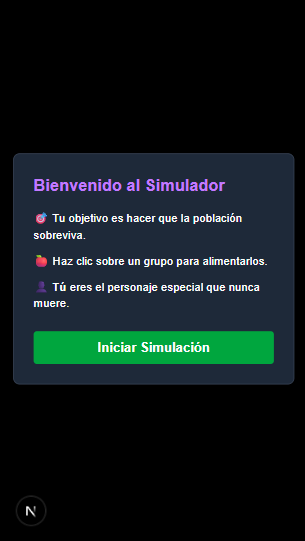 Bienvenido al Simulador
🎯 Tu objetivo es hacer que la población
sobreviva.
🍎 Haz clic sobre un grupo para alimentarlos.
👤 Tú eres el personaje especial que nunca
muere.
Iniciar Simulación
N